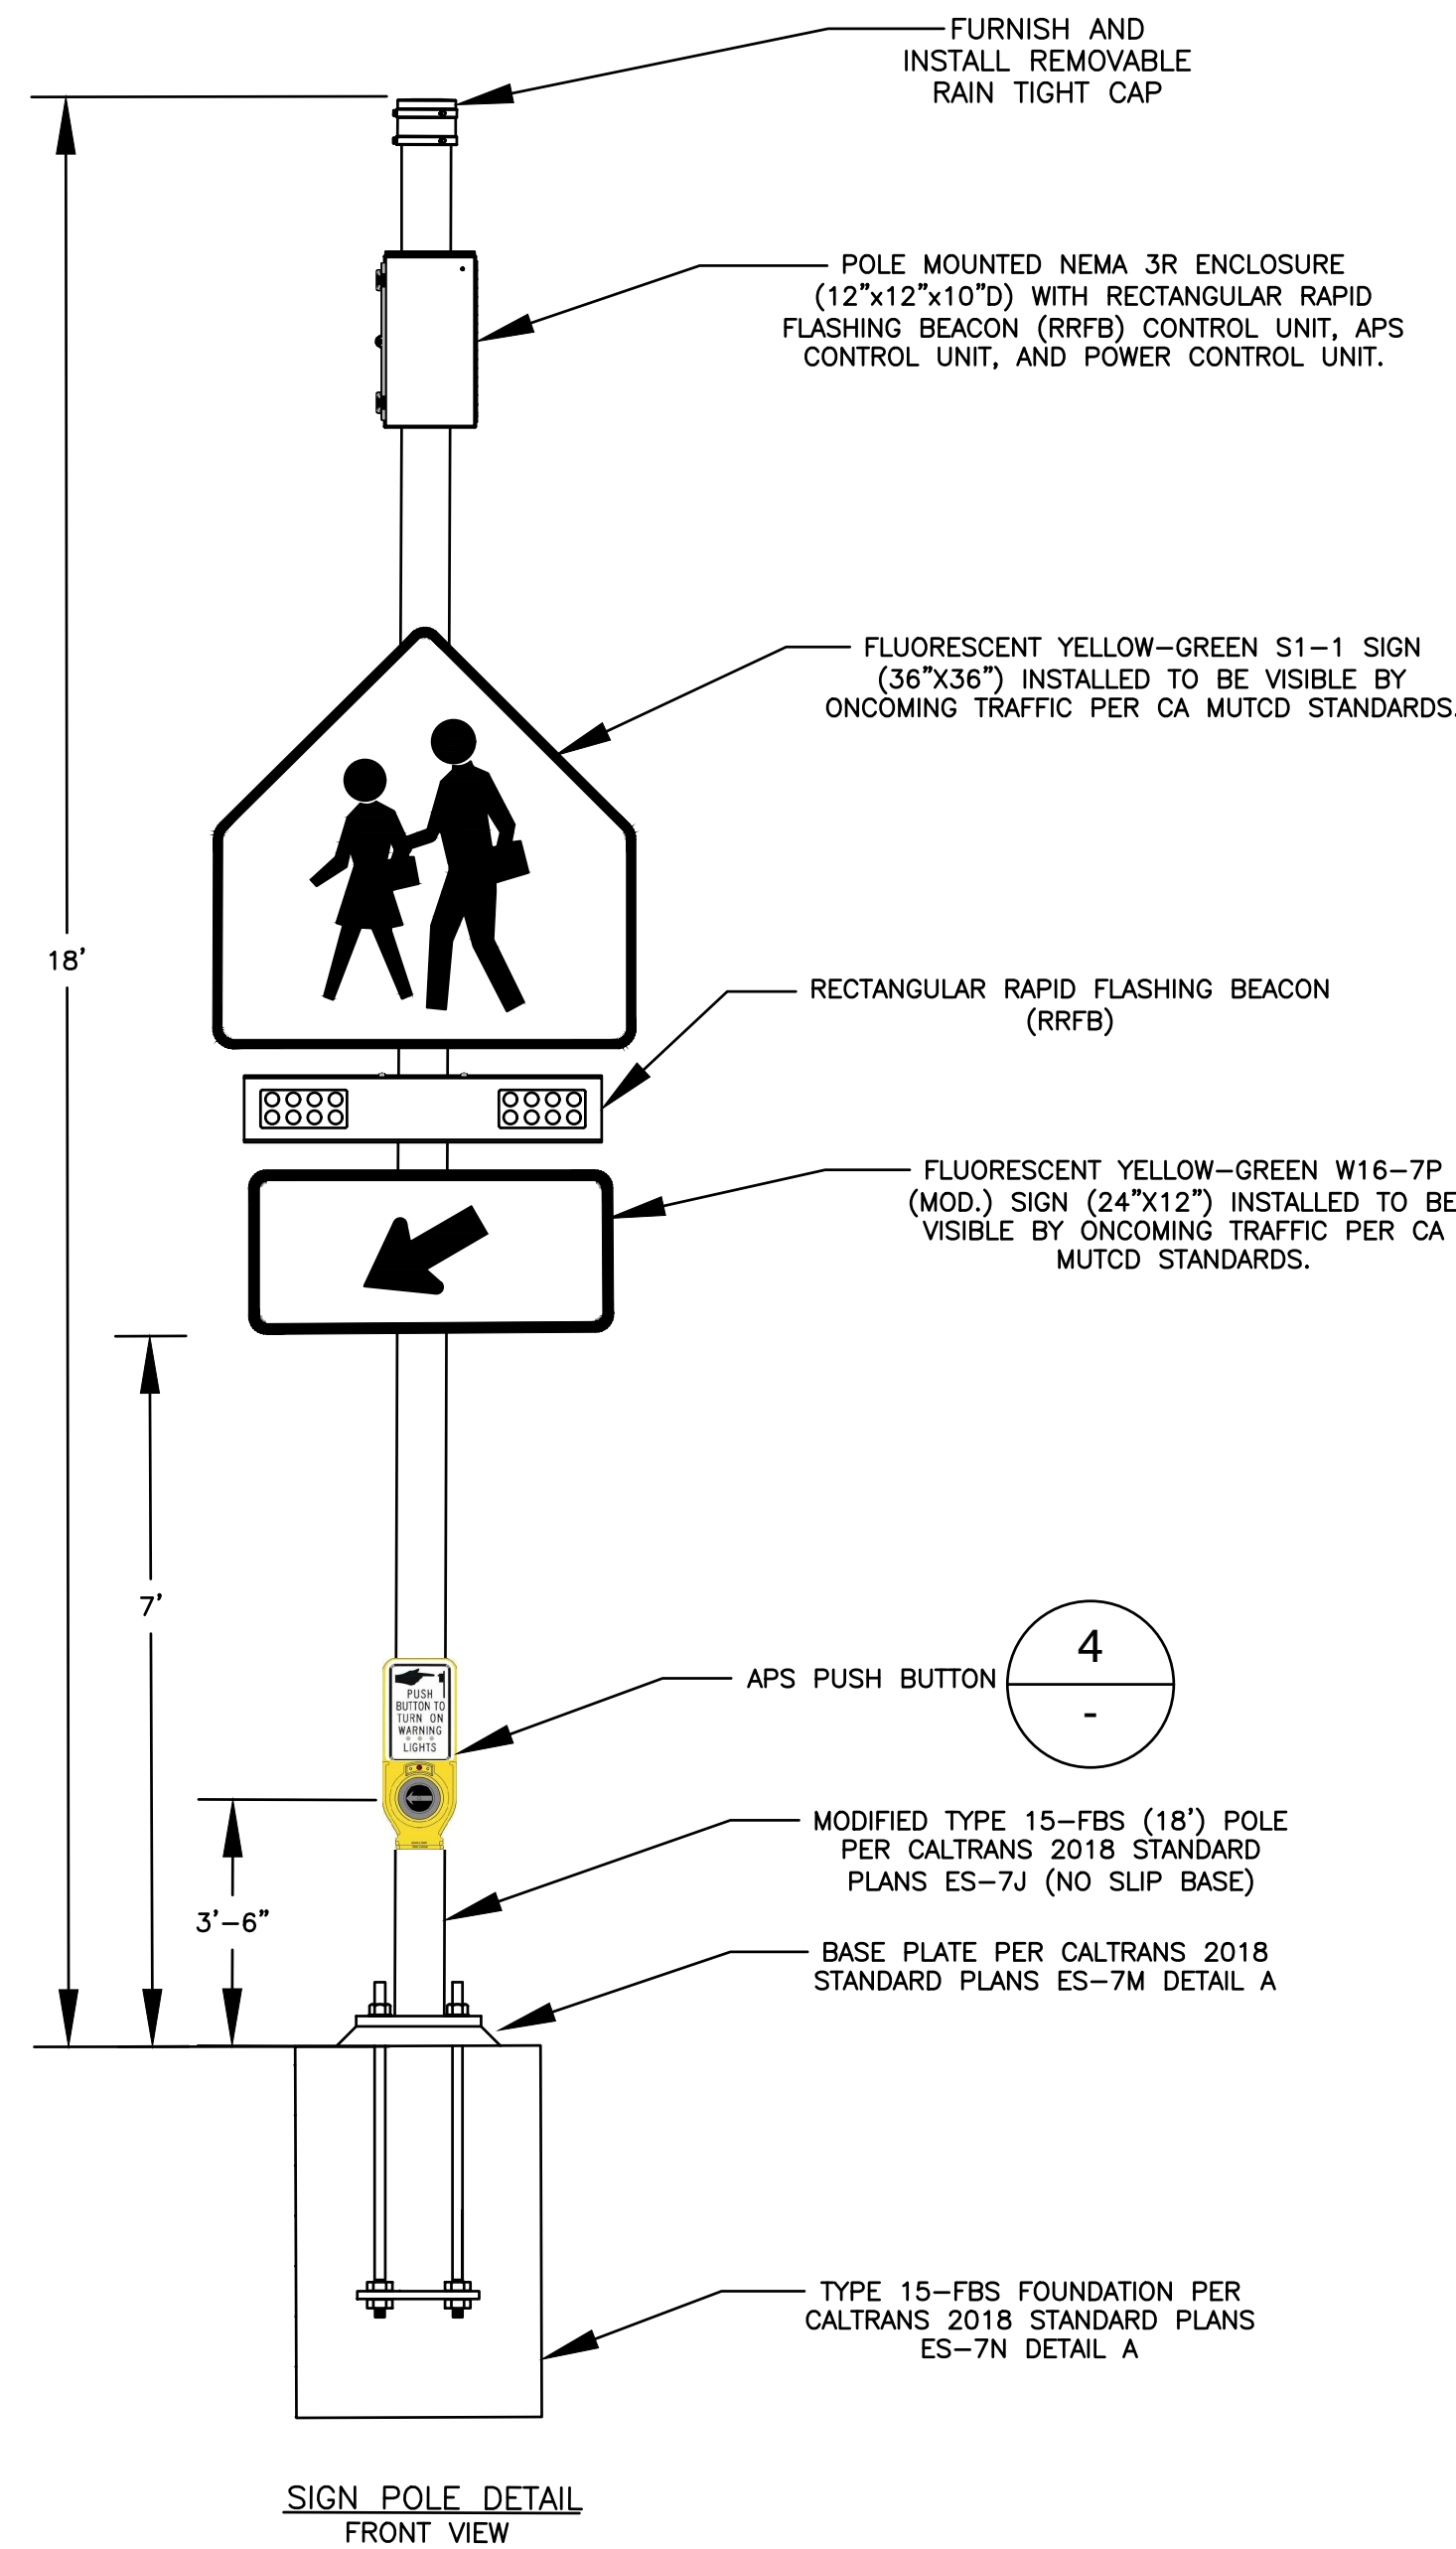 FURNISH AND
INSTALL REMOVABLE
RAIN TIGHT CAP
POLE MOUNTED NEMA 3R ENCLOSURE
(12”x12”x10”D) WITH RECTANGULAR RAPID
FLASHING BEACON (RRFB) CONTROL UNIT, APS
CONTROL UNIT, AND POWER CONTROL UNIT.
FLUORESCENT YELLOW-GREEN S1-1 SIGN
(36”X36”) INSTALLED TO BE VISIBLE BY
ONCOMING TRAFFIC PER CA MUTCD STANDARDS.
18’
RECTANGULAR RAPID FLASHING BEACON
(RRFB)
FLUORESCENT YELLOW-GREEN W16-7P
(MOD.) SIGN (24”X12”) INSTALLED TO BE
VISIBLE BY ONCOMING TRAFFIC PER CA
MUTCD STANDARDS.
7’
APS PUSH BUTTON
4
-
PUSH
BUTTON TO
TURN ON
WARNING
LIGHTS
MODIFIED TYPE 15-FBS (18’) POLE
PER CALTRANS 2018 STANDARD
PLANS ES-7J (NO SLIP BASE)
3’-6”
BASE PLATE PER CALTRANS 2018
STANDARD PLANS ES-7M DETAIL A
TYPE 15-FBS FOUNDATION PER
CALTRANS 2018 STANDARD PLANS
ES-7N DETAIL A
SIGN POLE DETAIL
FRONT VIEW